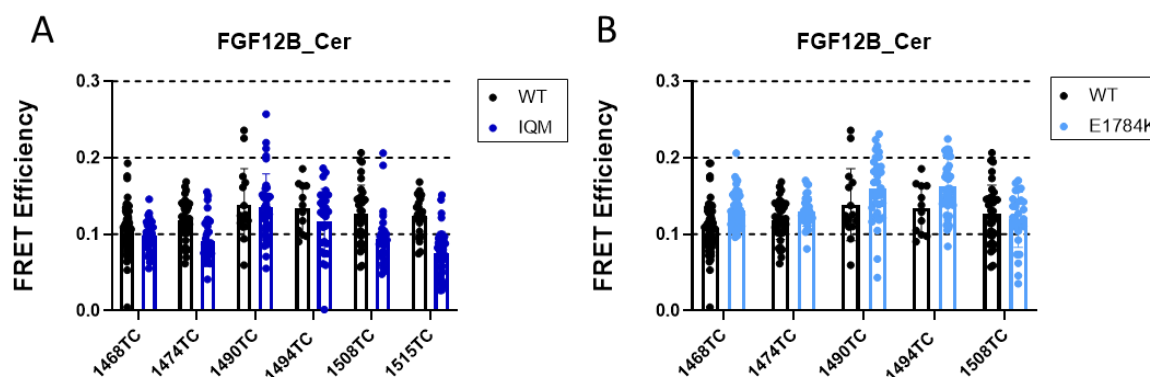 A
FGF12B_Cer
FRET Efficiency
0.3
0.2
0.1
0.0
1468TC
1474TC
1490TC
1494TC
1508TC
1515TC
WT
IQM
B
FGF12B_Cer
FRET Efficiency
0.3
0.2
0.1
0.0
1468TC
1474TC
1490TC
1494TC
1508TC
WT
E1784K